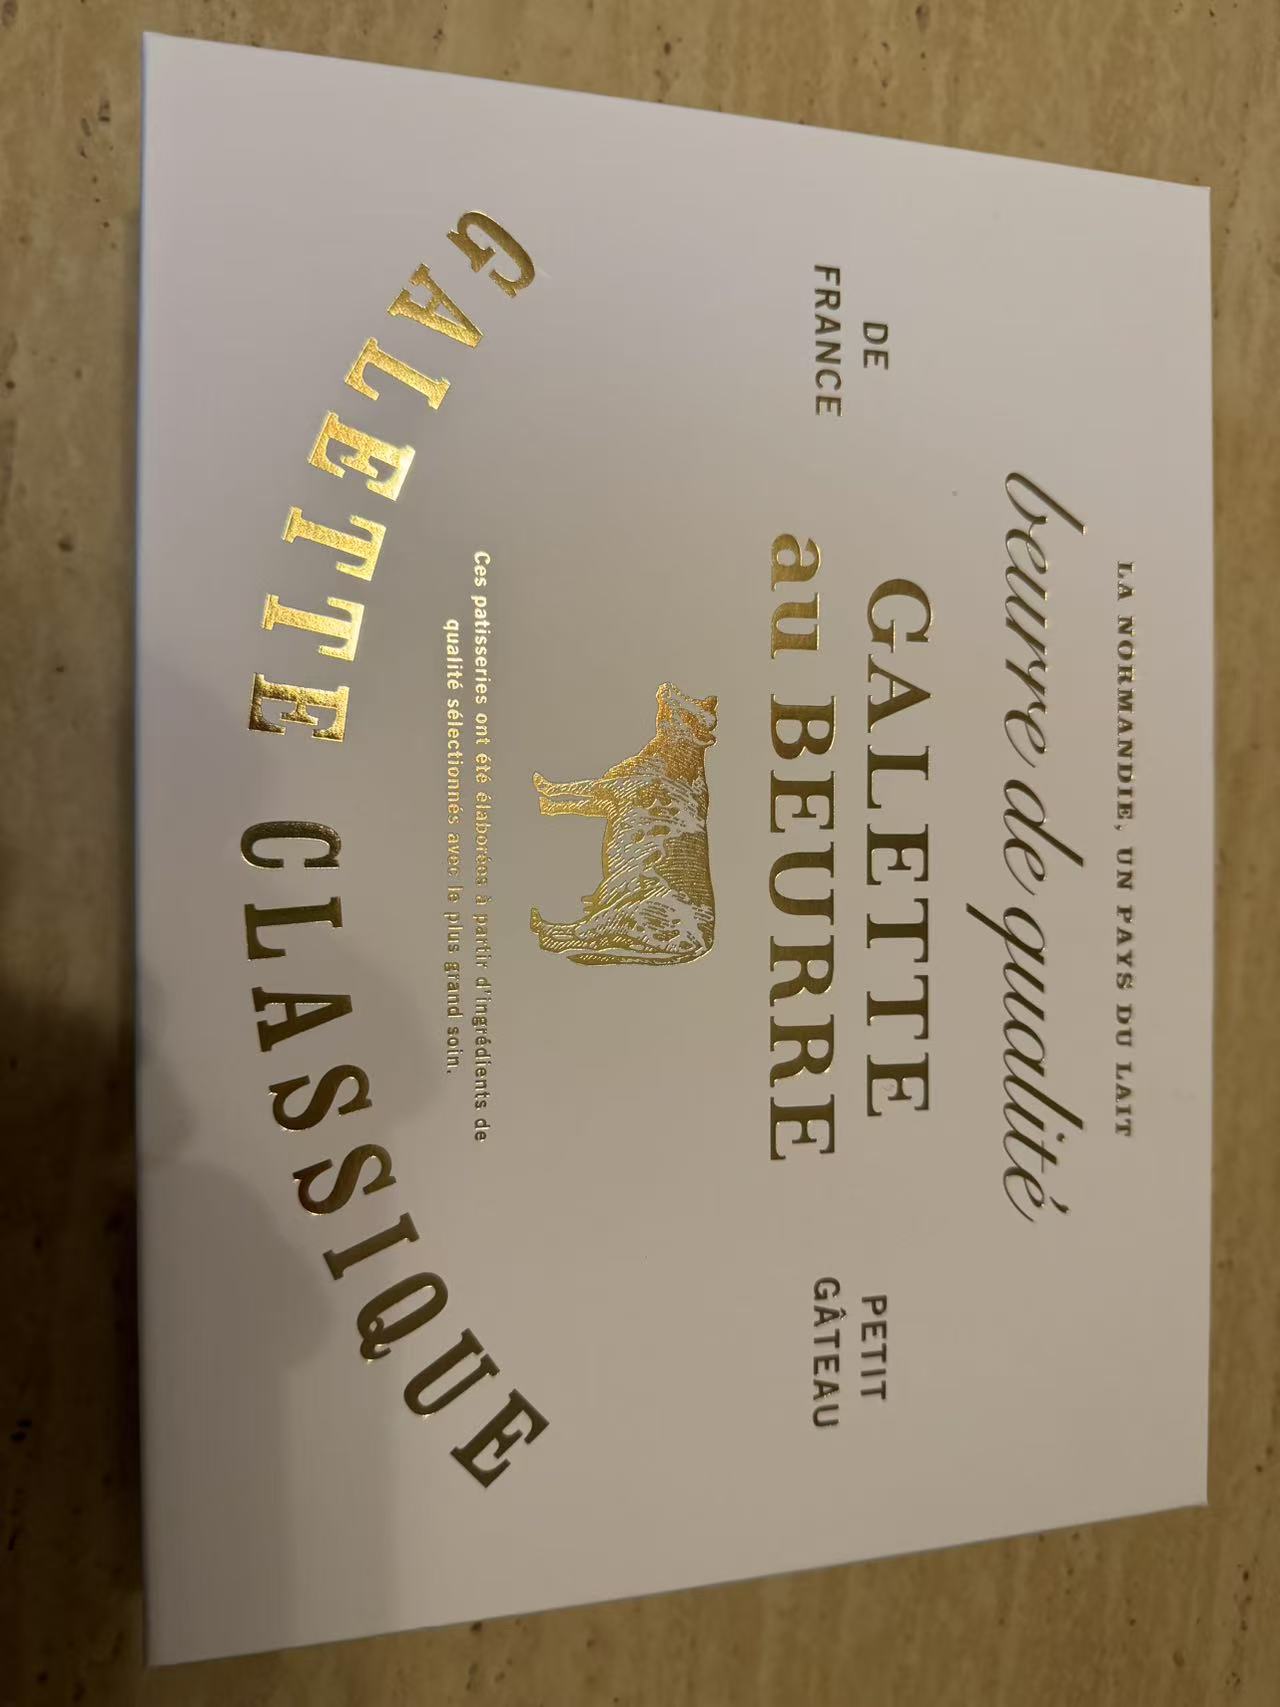 LA NORMANDIE, UN PAYS DU LAIT
beurre de qualité
DE
FRANCE
GALETTE
au BEURRE
PETIT
GÂTEAU
Ces patisseries ont été élaborées à partir d'ingrédients de
qualité sélectionnés avec le plus grand soin.
GALETTE CLASSIQUE